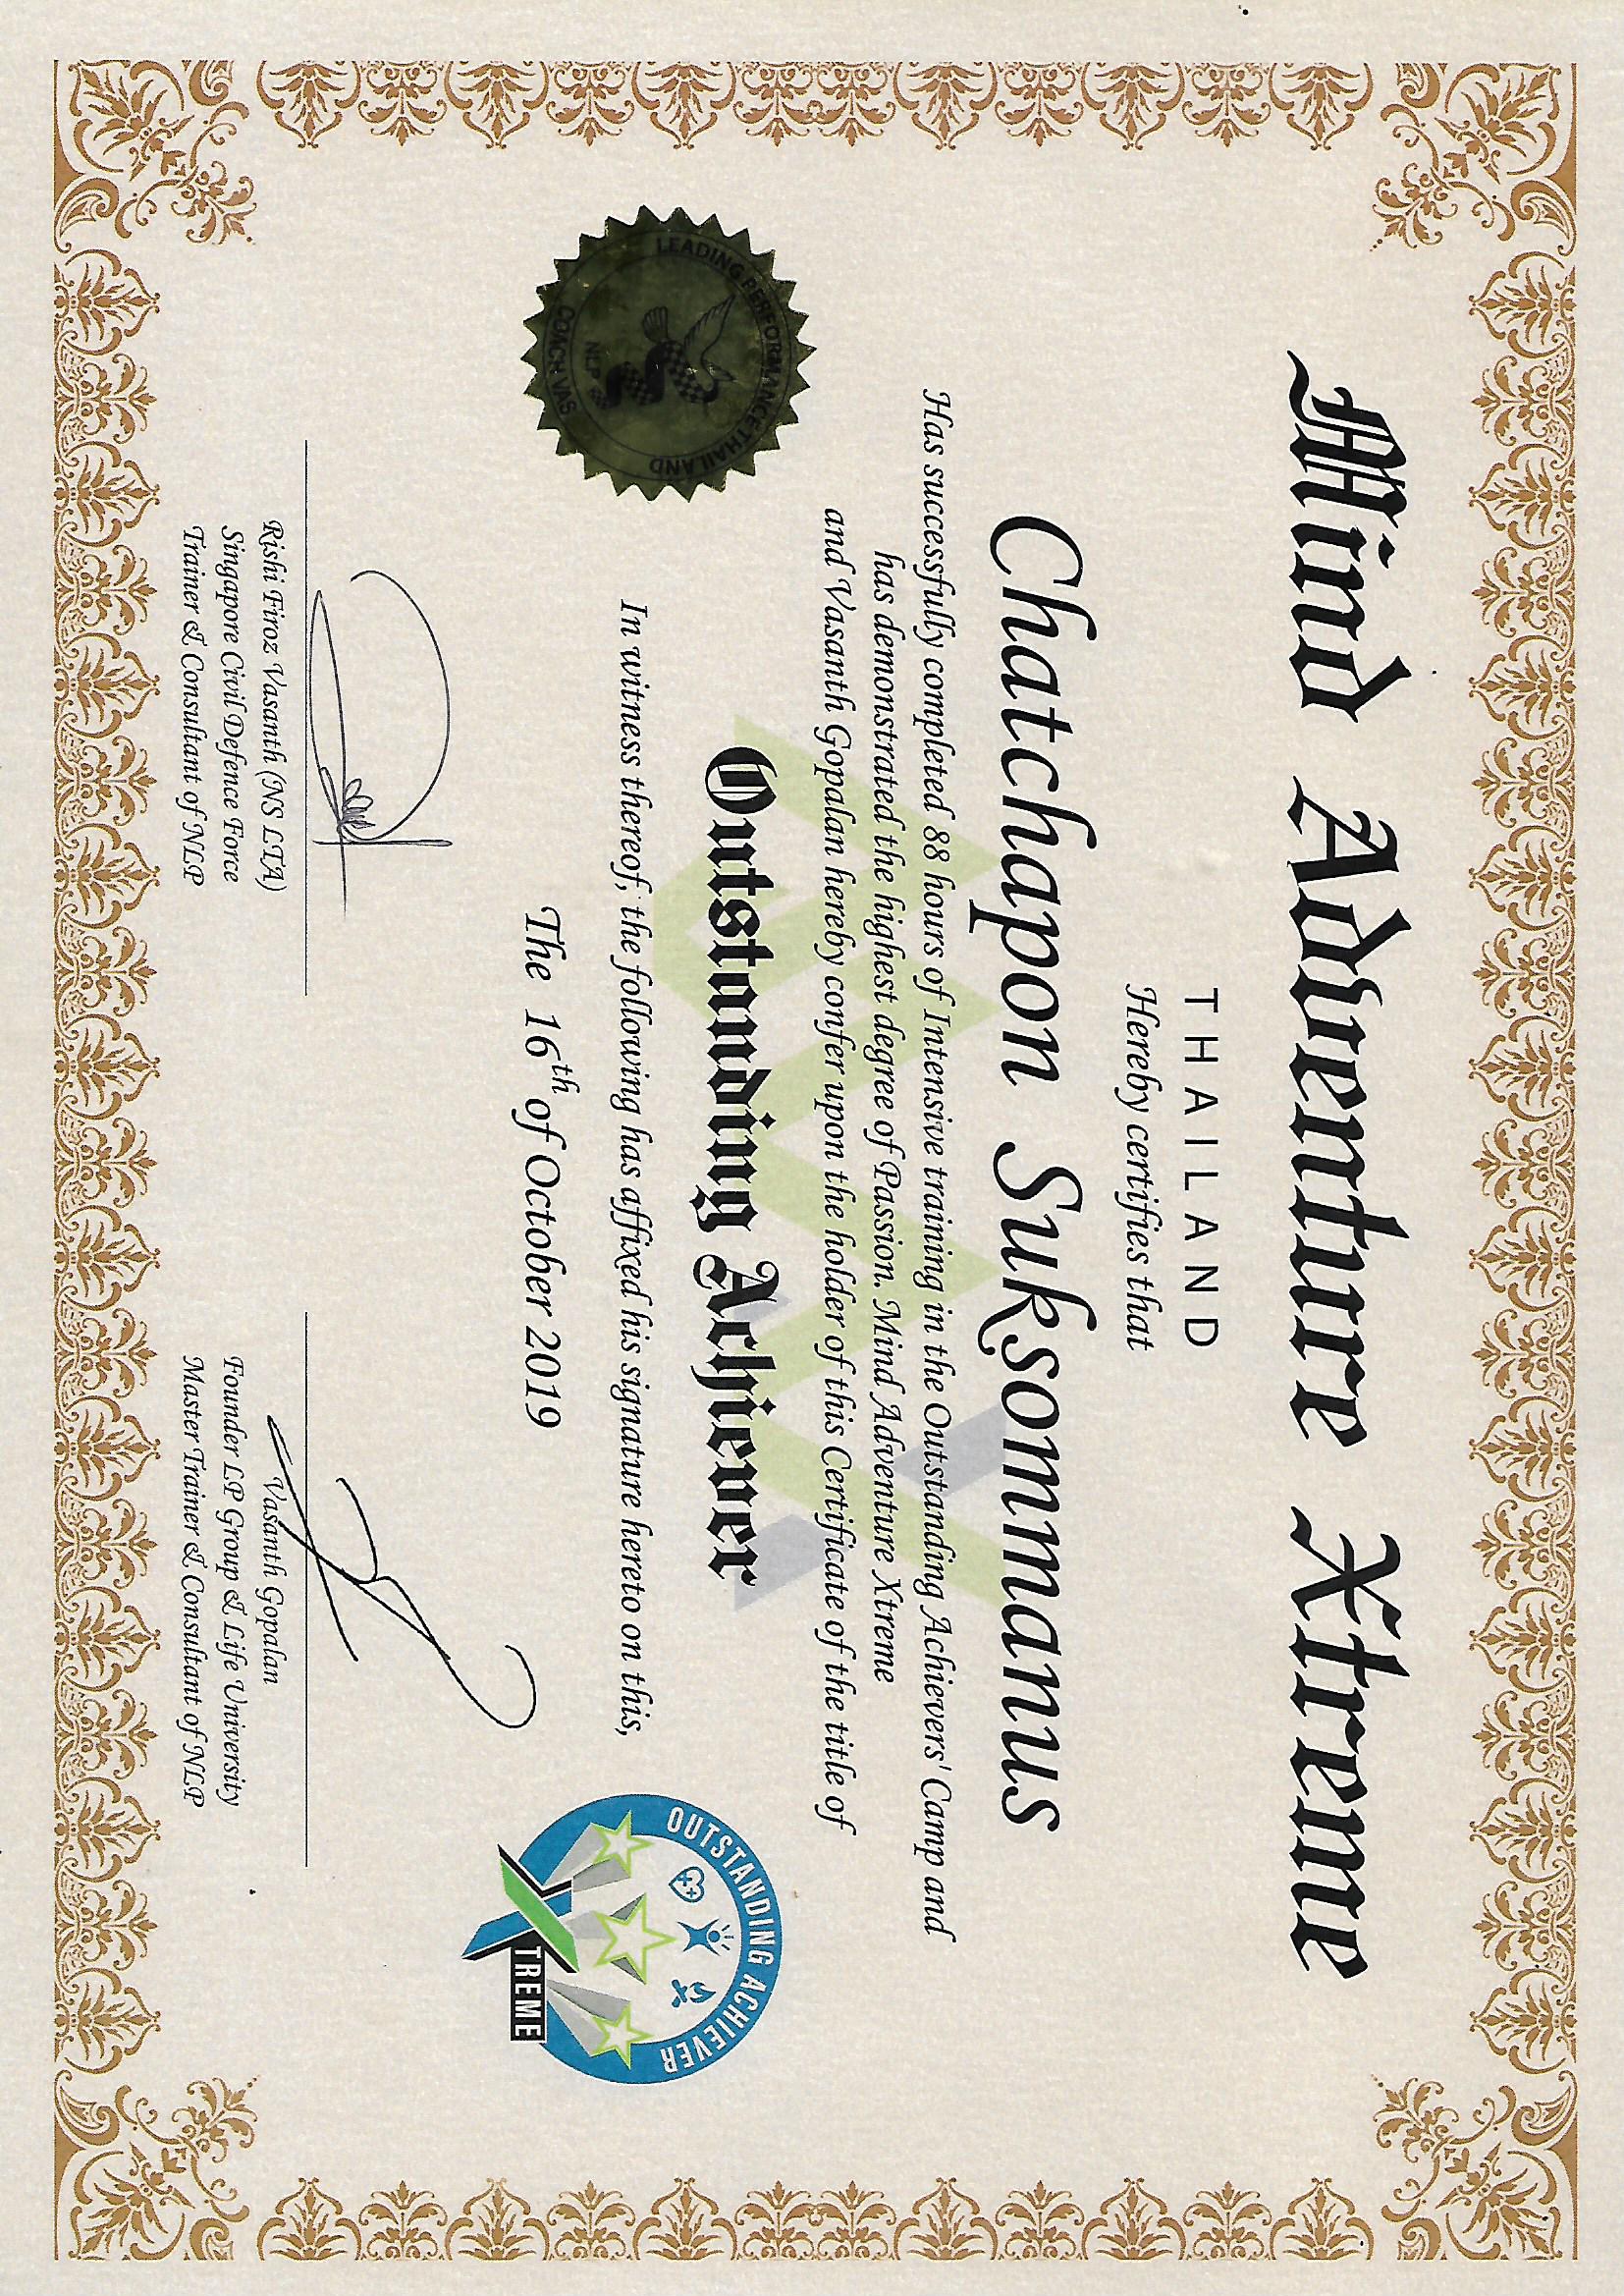 Mind Adventure Xtreme
THAILAND
Hereby certifies that
Chatchapon Suksommanus
Has successfully completed 88 hours of Intensive training in the Outstanding Achievers' Camp and
has demonstrated the highest degree of Passion. Mind Adventure Xtreme
and Vasanth Gopalan hereby confer upon the holder of this Certificate of the title of
Outstanding Achiever
LEADING PERFORMANCE THAILAND
NLP
COACH VAS
OUTSTANDING ACHIEVER
XTREME
In witness thereof, the following has affixed his signature hereto on this,
The 16th of October 2019
Rishi Firoz Vasanth (NS LTA)
Singapore Civil Defence Force
Trainer & Consultant of NLP
Vasanth Gopalan
Founder LP Group & Life University
Master Trainer & Consultant of NLP